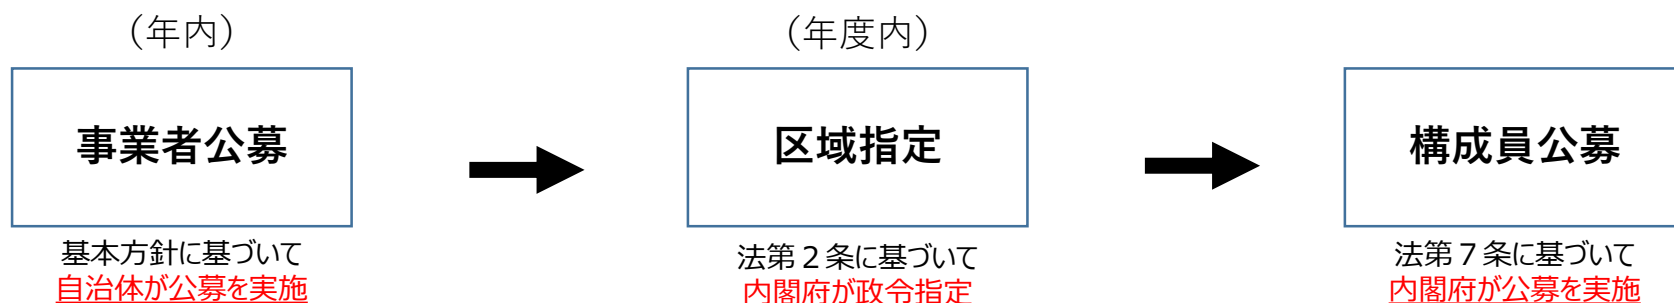 （年内）
事業者公募
基本方針に基づいて
自治体が公募を実施
（年度内）
区域指定
法第２条に基づいて
内閣府が政令指定
構成員公募
法第７条に基づいて
内閣府が公募を実施